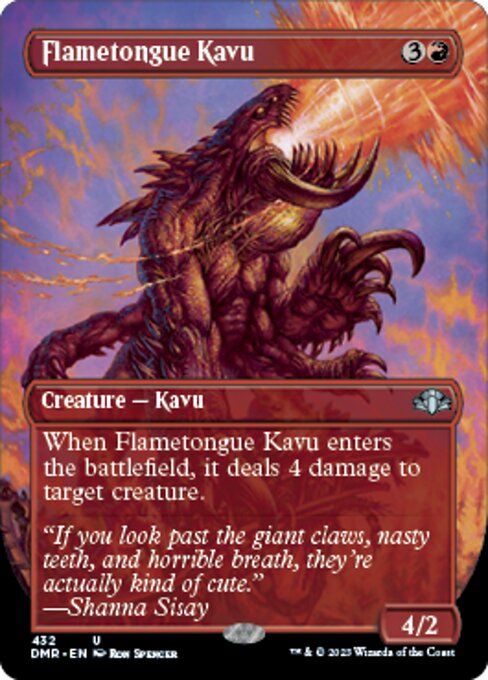 Flametongue Kavu 3
Creature — Kavu
When Flametongue Kavu enters
the battlefield, it deals 4 damage to
target creature.
“If you look past the giant claws, nasty
teeth, and horrible breath, they’re
actually kind of cute.”
—Shanna Sisay
4/2
432 U
DMR • EN Ron Spencer
™ & © 2023 Wizards of the Coast